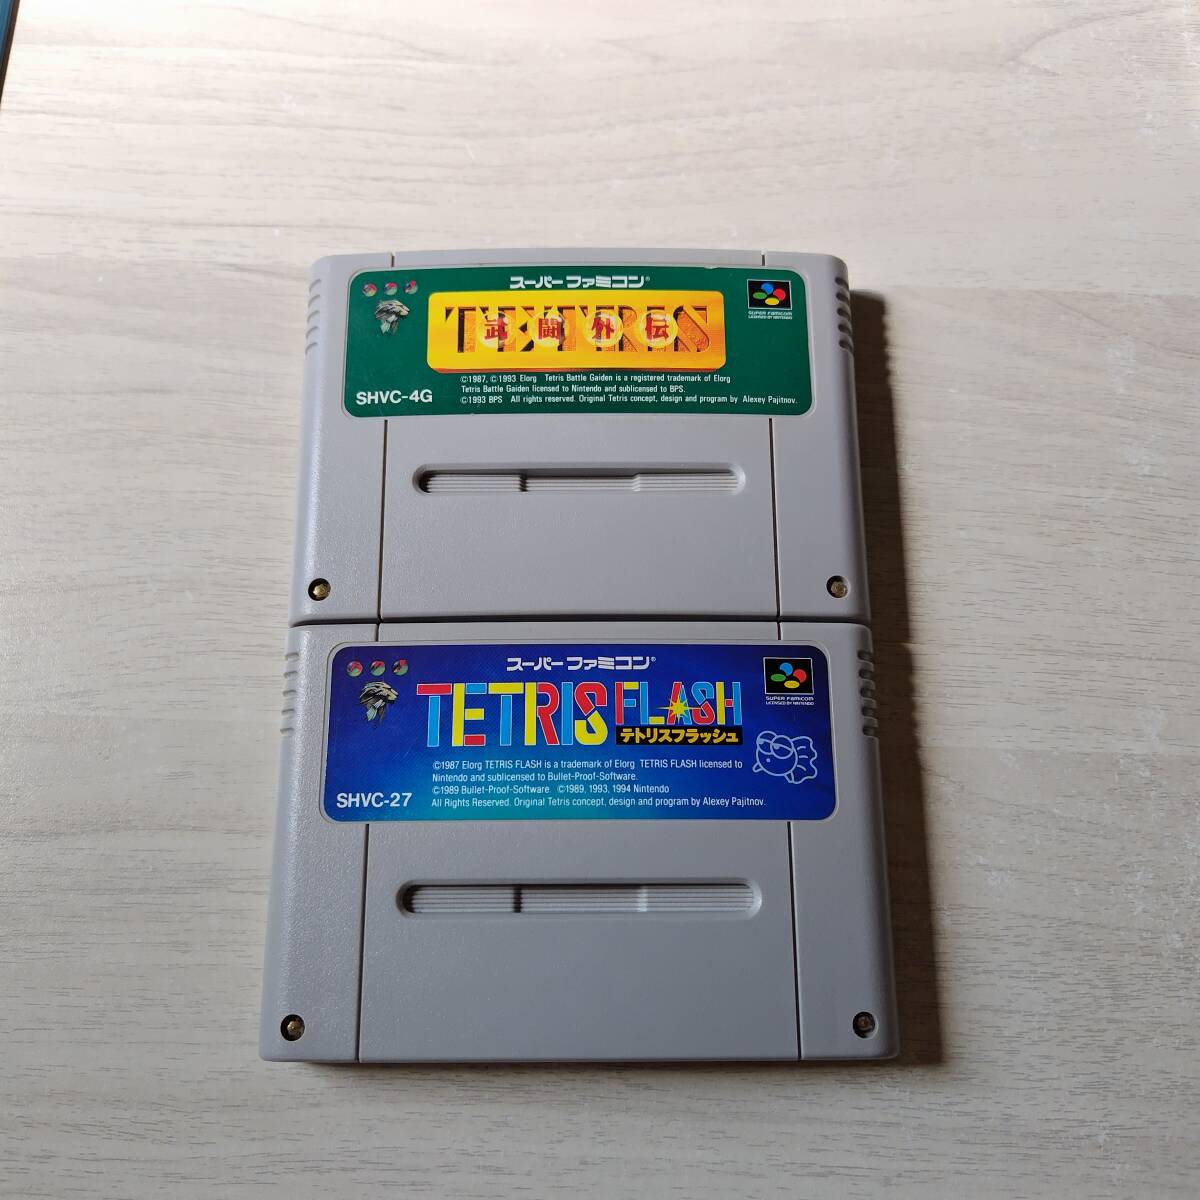 スーパーファミコン®
TETRIS
武闘外伝
SUPER FAMICOM
LICENSED BY NINTENDO
©1987, ©1993 Elorg Tetris Battle Gaiden is a registered trademark of Elorg
Tetris Battle Gaiden licensed to Nintendo and sublicensed to BPS.
©1993 BPS All rights reserved. Original Tetris concept, design and program by Alexey Pajitnov.
SHVC-4G
スーパーファミコン®
TETRIS FLASH
テトリスフラッシュ
SUPER FAMICOM
LICENSED BY NINTENDO
©1987 Elorg TETRIS FLASH is a trademark of Elorg TETRIS FLASH licensed to
Nintendo and sublicensed to Bullet-Proof-Software.
©1989 Bullet-Proof-Software. ©1989, 1993, 1994 Nintendo
All Rights Reserved. Original Tetris concept, design and program by Alexey Pajitnov.
SHVC-27